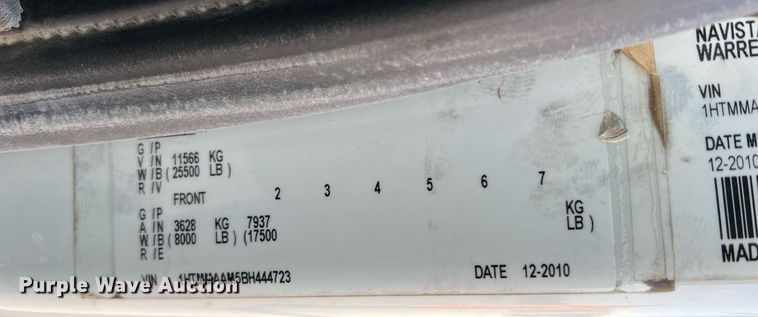 G /P
V /N 11566 KG
W /B ( 25500 LB )
R /V
FRONT 2 3 4 5 6 7
G /P
A /N 3628 KG 7937 KG
W /B ( 8000 LB ) (17500 LB )
R /E
VIN 1HTMMAAM5BH444723 DATE 12-2010
NAVISTA
WARRE
VIN
1HTMMA
DATE M
12-2010
MAD
Purple Wave Auction